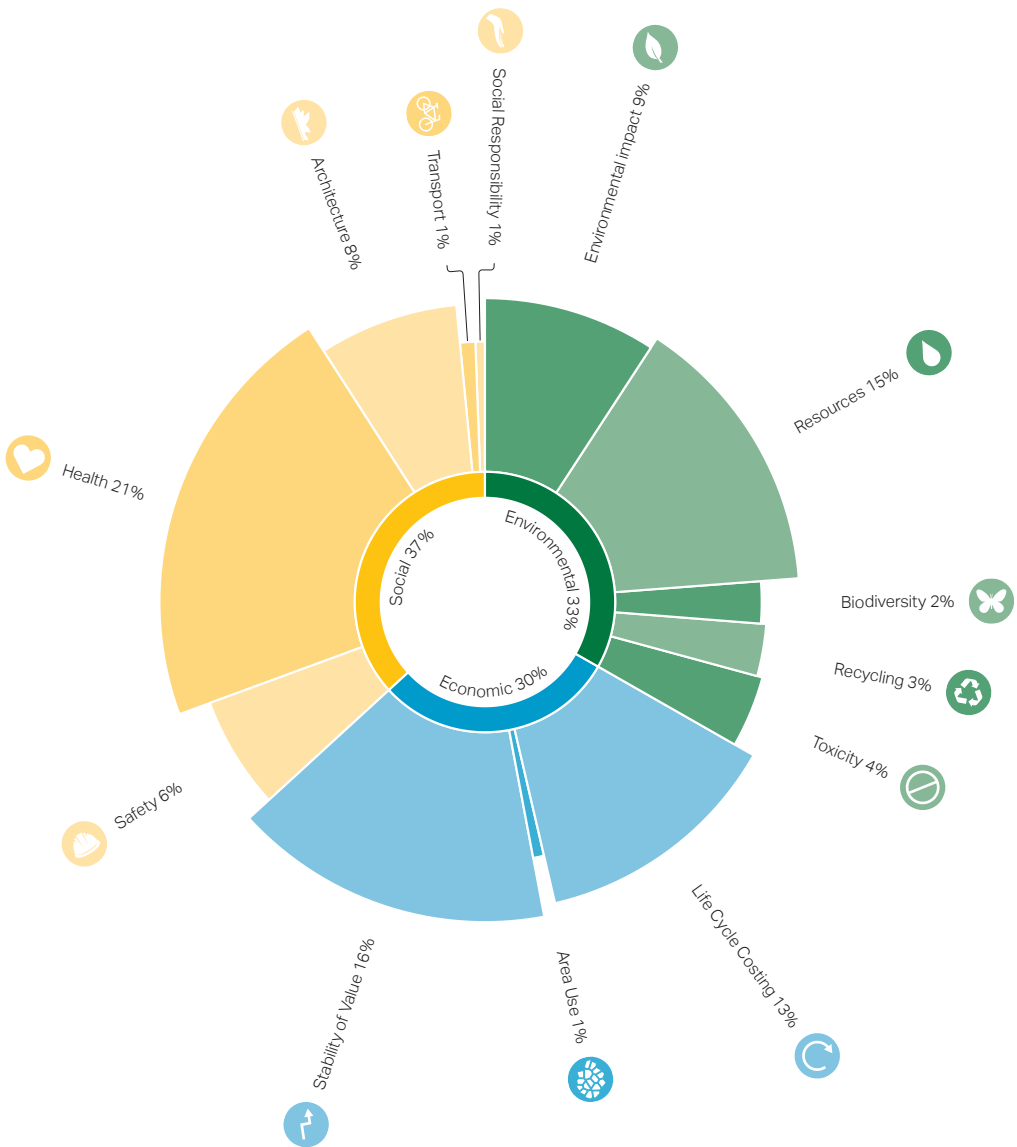 Social Responsibility 1%
Environmental impact 9%
Resources 15%
Biodiversity 2%
Recycling 3%
Toxicity 4%
Life Cycle Costing 13%
Area Use 1%
Stability of Value 16%
Safety 6%
Health 21%
Architecture 8%
Transport 1%
Environmental 33%
Economic 30%
Social 37%